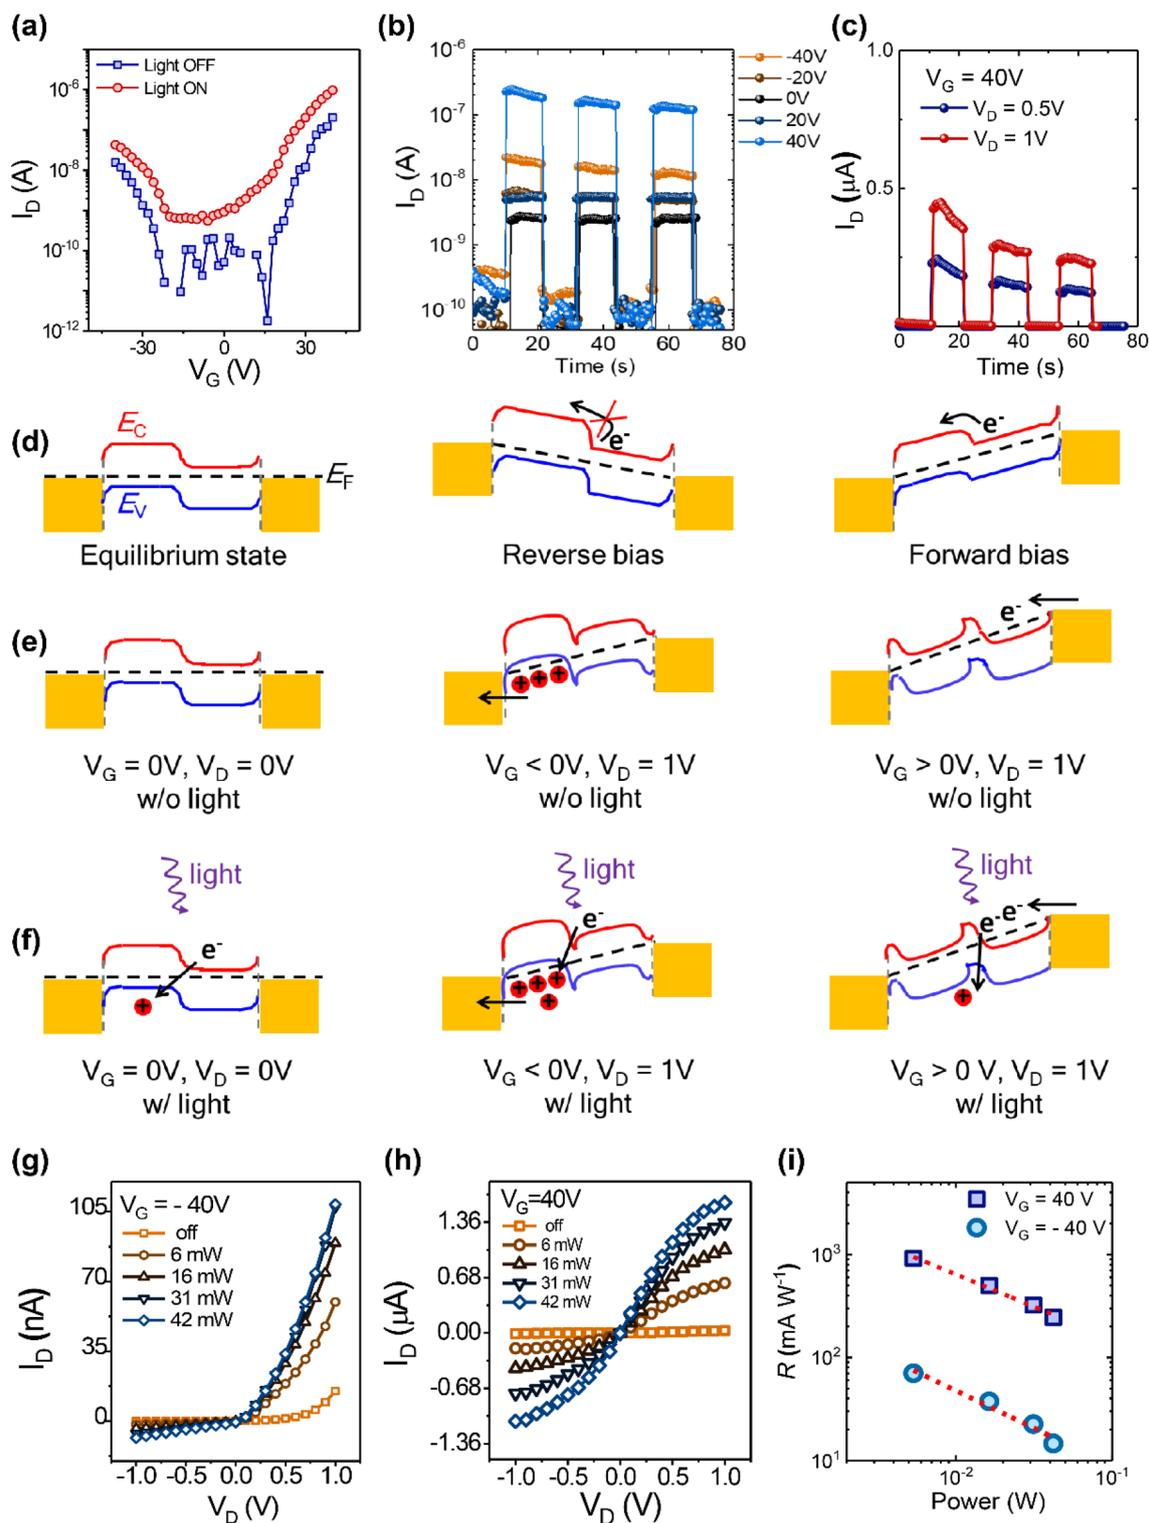 (a)
Light OFF
Light ON
10⁻⁶
10⁻⁸
10⁻¹⁰
10⁻¹²
I_D (A)
-30 0 30
V_G (V)
(b)
10⁻⁶
10⁻⁷
10⁻⁸
10⁻⁹
10⁻¹⁰
I_D (A)
0 20 40 60 80
Time (s)
-40V
-20V
0V
20V
40V
(c)
1.0
0.5
I_D (µA)
V_G = 40V
V_D = 0.5V
V_D = 1V
0 20 40 60 80
Time (s)
(d)
E_C
E_V
E_F
Equilibrium state
e⁻
Reverse bias
e⁻
Forward bias
(e)
V_G = 0V, V_D = 0V
w/o light
V_G < 0V, V_D = 1V
w/o light
e⁻
V_G > 0V, V_D = 1V
w/o light
(f)
light
e⁻
+
V_G = 0V, V_D = 0V
w/ light
light
e⁻
+ + +
+
V_G < 0V, V_D = 1V
w/ light
light
e⁻ e⁻
+
V_G > 0 V, V_D = 1V
w/ light
(g)
V_G = - 40V
off
6 mW
16 mW
31 mW
42 mW
105
70
35
0
I_D (nA)
-1.0 -0.5 0.0 0.5 1.0
V_D (V)
(h)
V_G=40V
off
6 mW
16 mW
31 mW
42 mW
1.36
0.68
0.00
-0.68
-1.36
I_D (µA)
-1.0 -0.5 0.0 0.5 1.0
V_D (V)
(i)
V_G = 40 V
V_G = - 40 V
10³
10²
10¹
R (mA W⁻¹)
10⁻² 10⁻¹
Power (W)